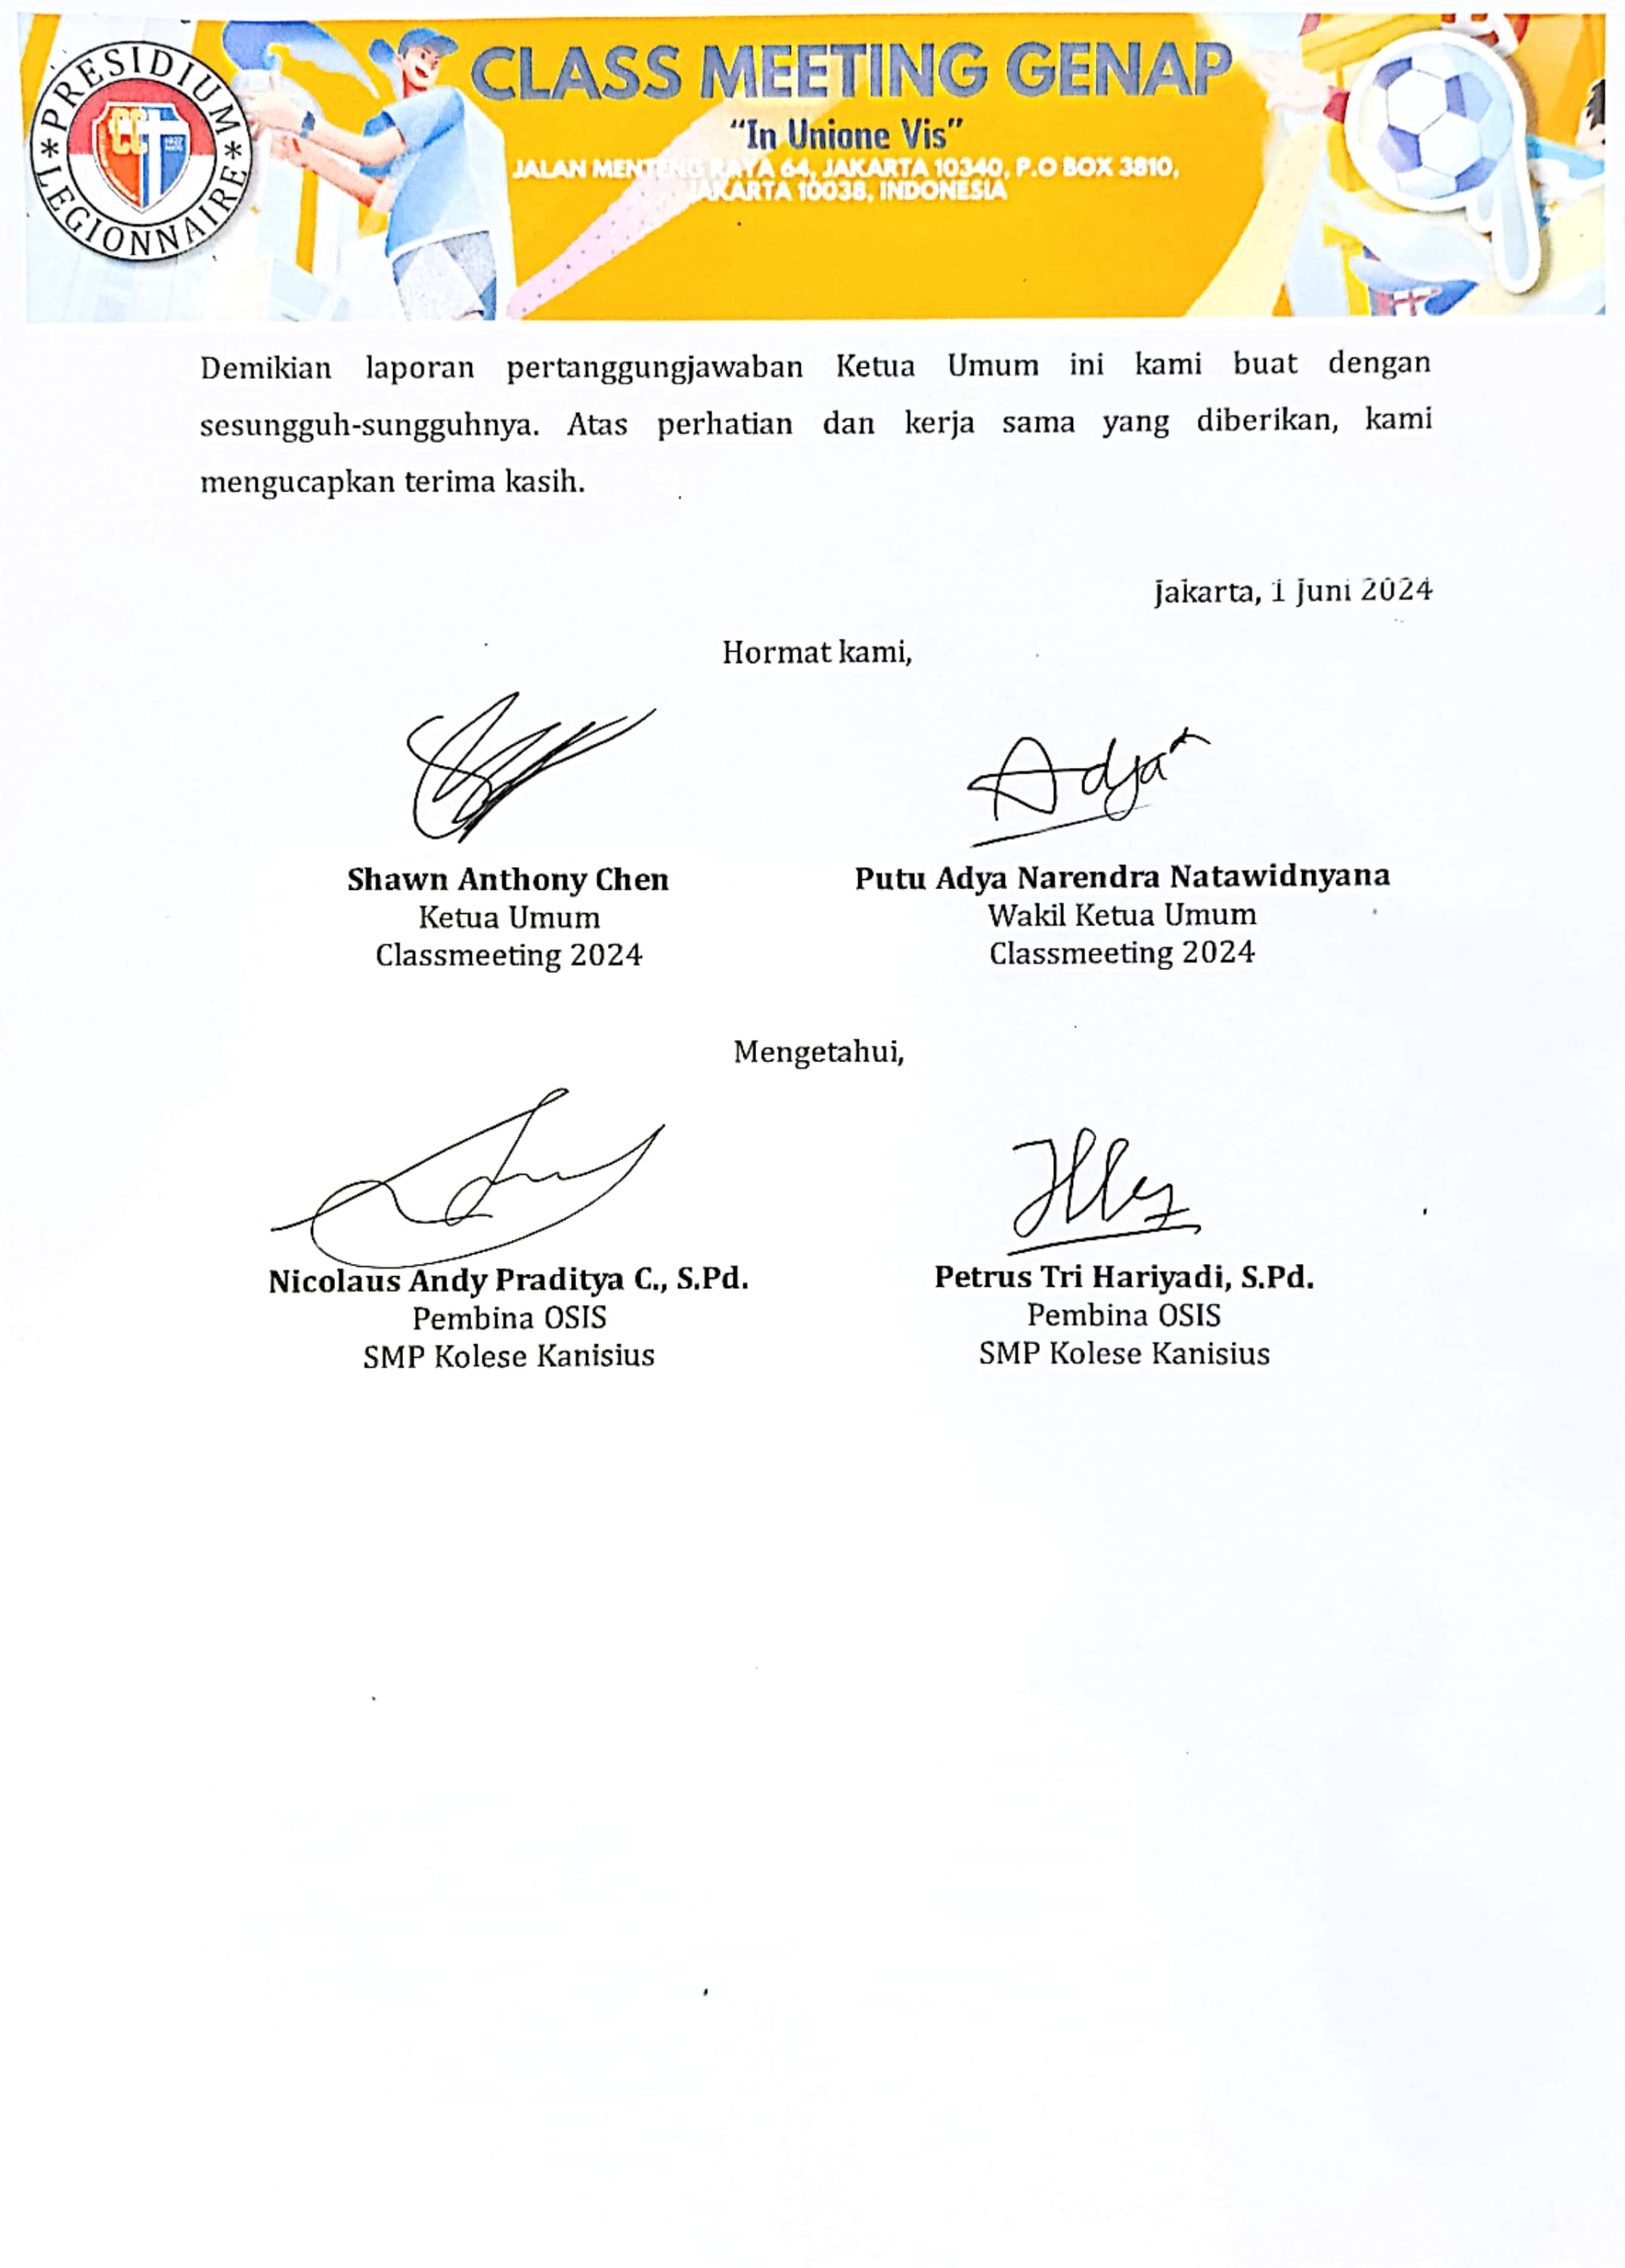 PRESIDIUM
LEGIONNAIRE
CC
CLASS MEETING GENAP
“In Unione Vis”
JALAN MENTENG RAYA 64, JAKARTA 10340, P.O BOX 3810,
JAKARTA 10038, INDONESIA
Demikian laporan pertanggungjawaban Ketua Umum ini kami buat dengan
sesungguh-sungguhnya. Atas perhatian dan kerja sama yang diberikan, kami
mengucapkan terima kasih.
Jakarta, 1 Juni 2024
Hormat kami,
Adya
Shawn Anthony Chen
Ketua Umum
Classmeeting 2024
Putu Adya Narendra Natawidnyana
Wakil Ketua Umum
Classmeeting 2024
Mengetahui,
Nicolaus Andy Praditya C., S.Pd.
Pembina OSIS
SMP Kolese Kanisius
Petrus Tri Hariyadi, S.Pd.
Pembina OSIS
SMP Kolese Kanisius